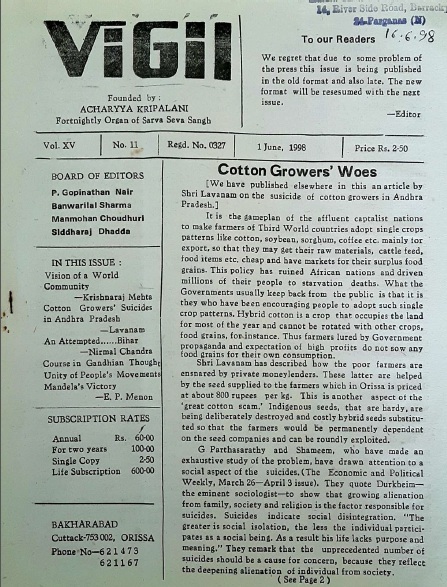 14, River Side Road, Barrack
24-Parganas (N)
16.6.98
ViGil
Founded by :
ACHARYYA KRIPALANI
Fortnightly Organ of Sarva Seva Sangh
To our Readers
We regret that due to some problem of
the press this issue is being published
in the old format and also late. The new
format will be resesumed with the next
issue.
—Editor
Vol. XV
No. 11
Regd. No. 0327
1 June, 1998
Price Rs. 2-50
BOARD OF EDITORS
P. Gopinathan Nair
Banwarilal Sharma
Manmohan Choudhuri
Siddharaj Dhadda
IN THIS ISSUE :
Vision of a World
Community
—Krishnraj Mehta
Cotton Growers' Suicides
in Andhra Pradesh
—Lavanam
An Attempted......Bihar
—Nirmal Chandra
Course in Gandhian Thought
Unity of People's Movements
Mandela's Victory
—E. P. Menon
SUBSCRIPTION RATES
Annual Rs. 60-00
For two years 100-00
Single Copy 2-50
Life Subscription 600-00
BAKHARABAD
Cuttack-753 002, ORISSA
Phone No—621473
621167
Cotton Growers' Woes
[We have published elsewhere in this an article by
Shri Lavanam on the susicide of cotton growers in Andhra
Pradesh.]
It is the gameplan of the affluent captalist nations
to make farmers of Third World countries adopt single crops
patterns like cotton, soybean, sorghum, coffee etc. mainly for
export, so that they may get their raw materials, cattle feed,
food items etc. cheap and have markets for their surplus food
grains. This policy has ruined African nations and driven
millions of their people to starvation deaths. What the
Governments usually keep back from the public is that it is
they who have been encouraging people to adopt such single
crop patterns. Hybrid cotton is a crop that occupies the land
for most of the year and cannot be rotated with other crops,
food grains, for-instance. Thus farmers lured by Government
propaganda and expectation of high profits do not sow any
food grains for their own consumption.
Shri Lavanam has described how the poor farmers are
ensnared by private moneylenders. These latter are helped
by the seed supplied to the farmers which in Orissa is priced
at about 800 rupees per kg. This is another aspect of the
'great cotton scam.' Indigenous seeds, that are hardy, are
being deliberately destroyed and costly hybrid seeds substitu-
ted so that the farmers would be permanently dependent
on the seed companies and can be roundly exploited.
G Parthasarathy and Shameem, who have made an
exhaustive study of the problem, have drawn attention to a
social aspect of the suicides. (The Economic and Political
Weekly, March 26—April 3 issue). They quote Durkheim—
the eminent sociologist—to show that growing alienation
from family, society and religion is the factor responsible for
suicides. Suicides indicate social disintegration. "The
greater is social isolation, the less the individual partici-
pates as a social being. As a result his life lacks purpose and
meaning." They remark that the unprecedented number of
suicides should be a cause for concern, because they reflect
the deepening alienation of individual from society.
( See Page 2 )